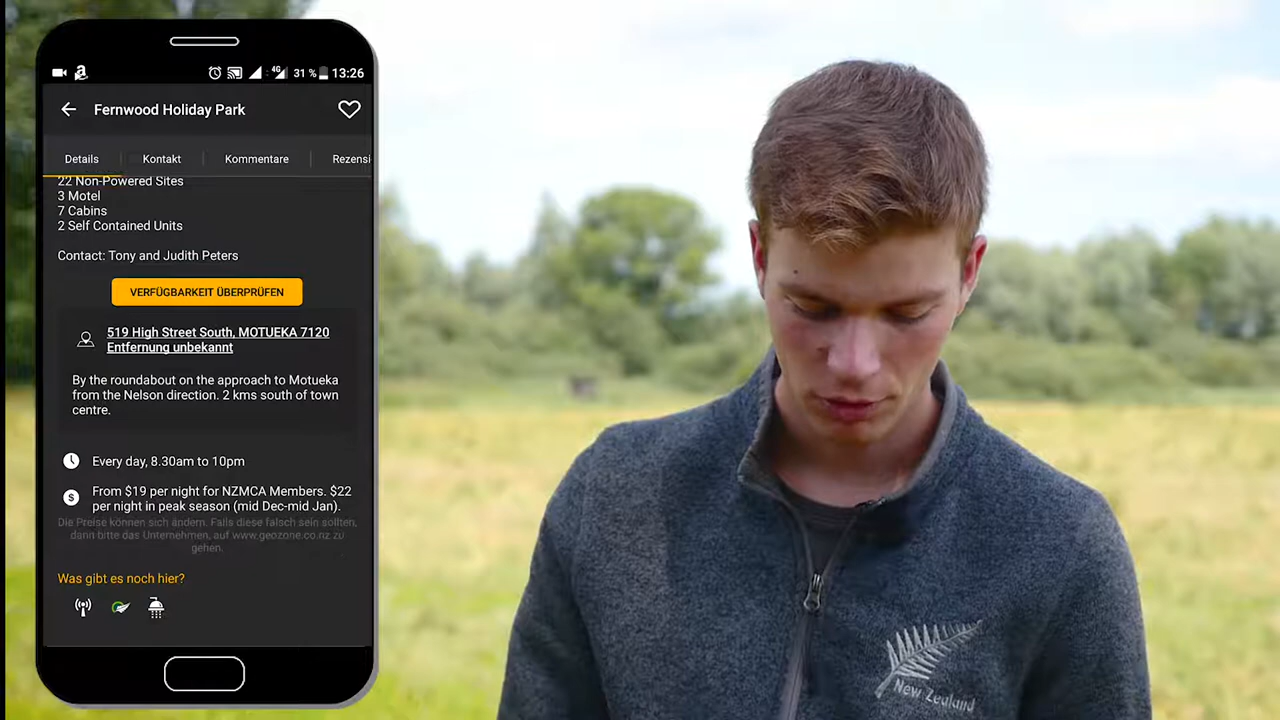 31 % 13:26
Fernwood Holiday Park
Details Kontakt Kommentare Rezensi
22 Non-Powered Sites
3 Motel
7 Cabins
2 Self Contained Units
Contact: Tony and Judith Peters
VERFÜGBARKEIT ÜBERPRÜFEN
519 High Street South, MOTUEKA 7120
Entfernung unbekannt
By the roundabout on the approach to Motueka
from the Nelson direction. 2 kms south of town
centre.
Every day, 8.30am to 10pm
From $19 per night for NZMCA Members. $22
per night in peak season (mid Dec-mid Jan).
Die Preise können sich ändern. Falls diese falsch sein sollten,
dann bitte das Unternehmen, auf www.geozone.co.nz zu
gehen.
Was gibt es noch hier?
New Zealand